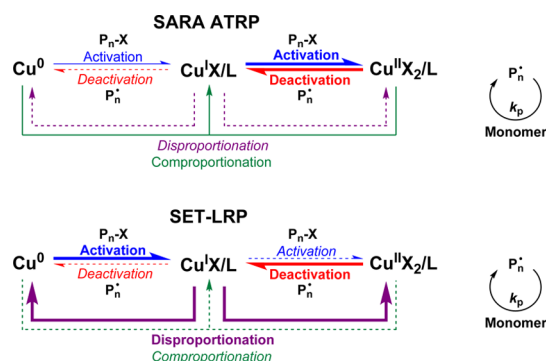 SARA ATRP
Pn-X Pn-X
Activation Activation
Cu⁰ CuᴵX/L CuᴵᴵX₂/L
Deactivation Deactivation
Pn• Pn•
Pn•
kp
Monomer
Disproportionation
Comproportionation
SET-LRP
Pn-X Pn-X
Activation Activation
Cu⁰ CuᴵX/L CuᴵᴵX₂/L
Deactivation Deactivation
Pn• Pn•
Pn•
kp
Monomer
Disproportionation
Comproportionation